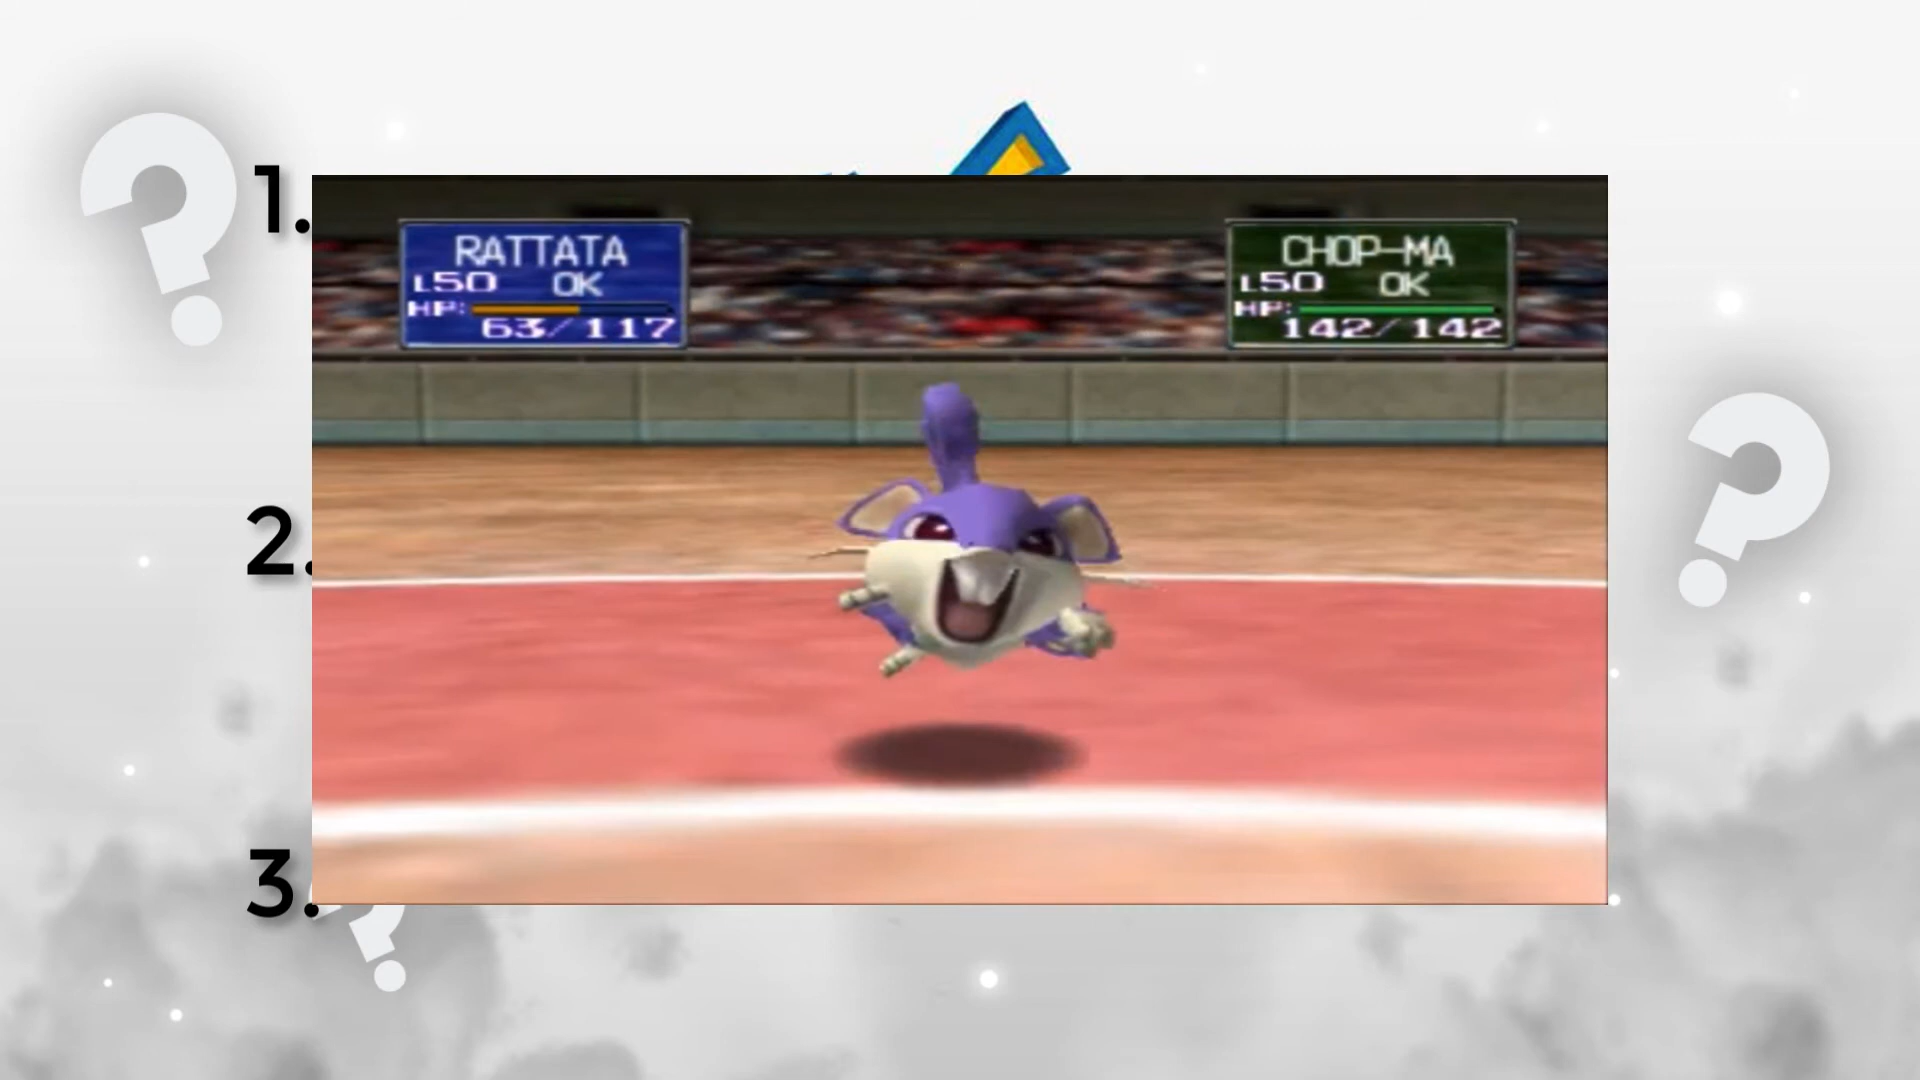 1.
RATTATA
L50 OK
HP:
63/117
CHOP-MA
L50 OK
HP:
142/142
2.
3.